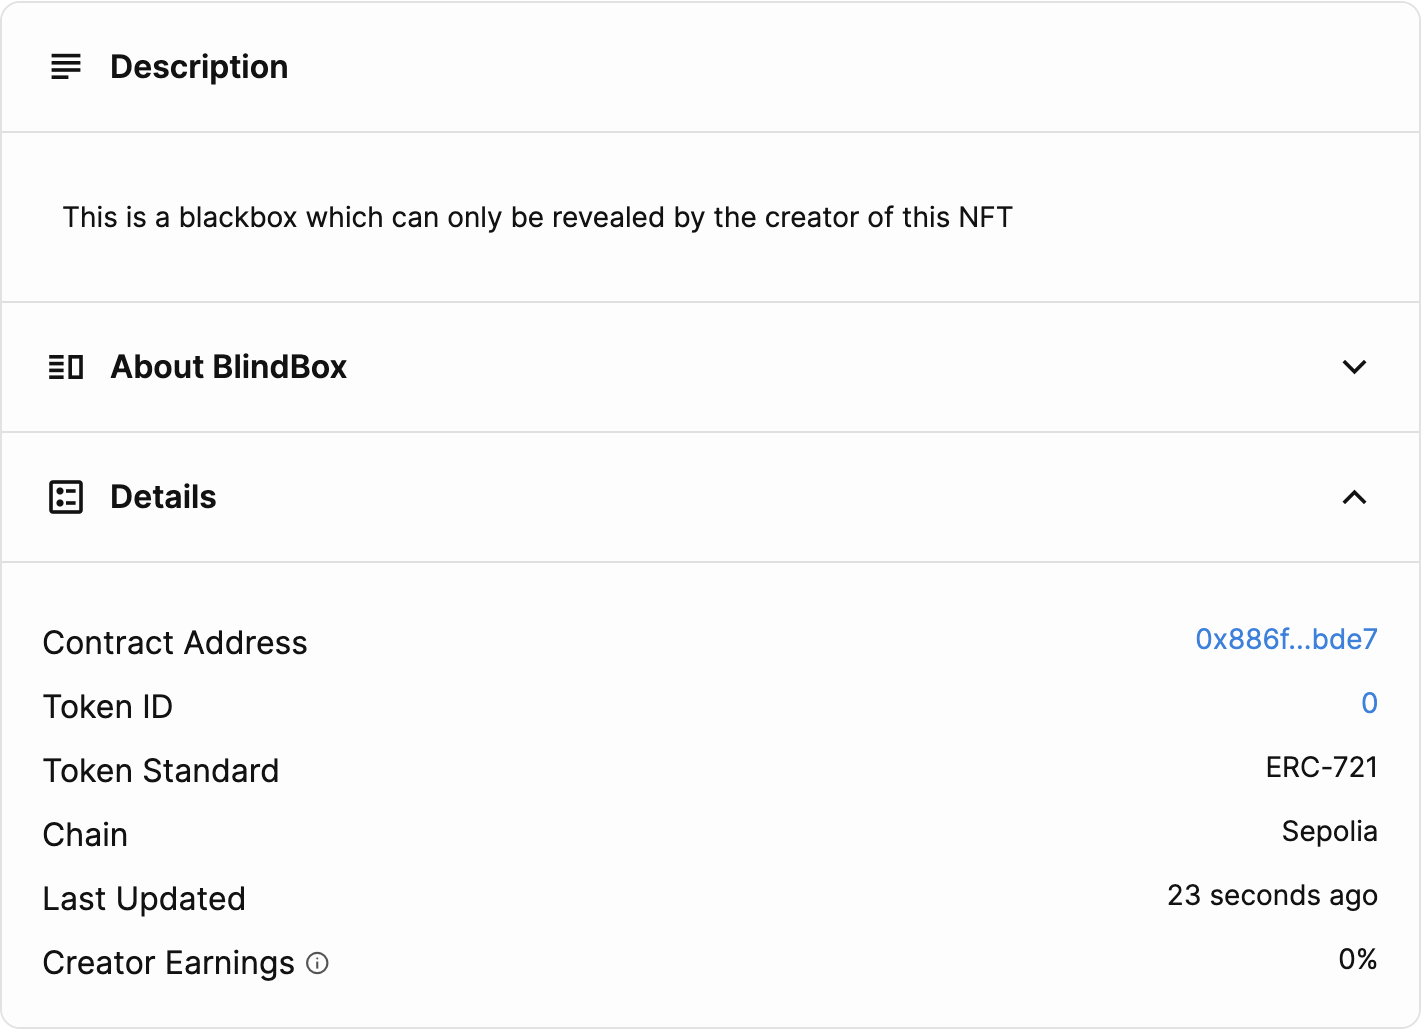 Description
This is a blackbox which can only be revealed by the creator of this NFT
About BlindBox
Details
Contract Address 0x886f...bde7
Token ID 0
Token Standard ERC-721
Chain Sepolia
Last Updated 23 seconds ago
Creator Earnings 0%